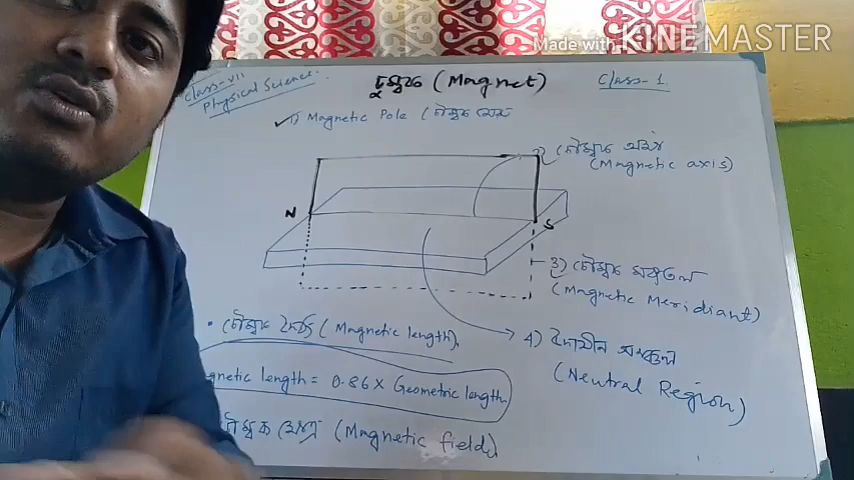 Made with KINEMASTER
Class-VII
Physical Science
চুম্বক (Magnet)
Class-1
1) Magnetic Pole (চৌম্বক মেরু
2) চৌম্বক অক্ষ
(Magnetic axis)
N
S
3) চৌম্বক মধ্যতল
(Magnetic Meridiant)
• চৌম্বক দৈর্ঘ্য (Magnetic length)
4) উদাসীন অঞ্চল
(Neutral Region)
gnetic length = 0.86 × Geometric length
চৌম্বক ক্ষেত্র (Magnetic field)